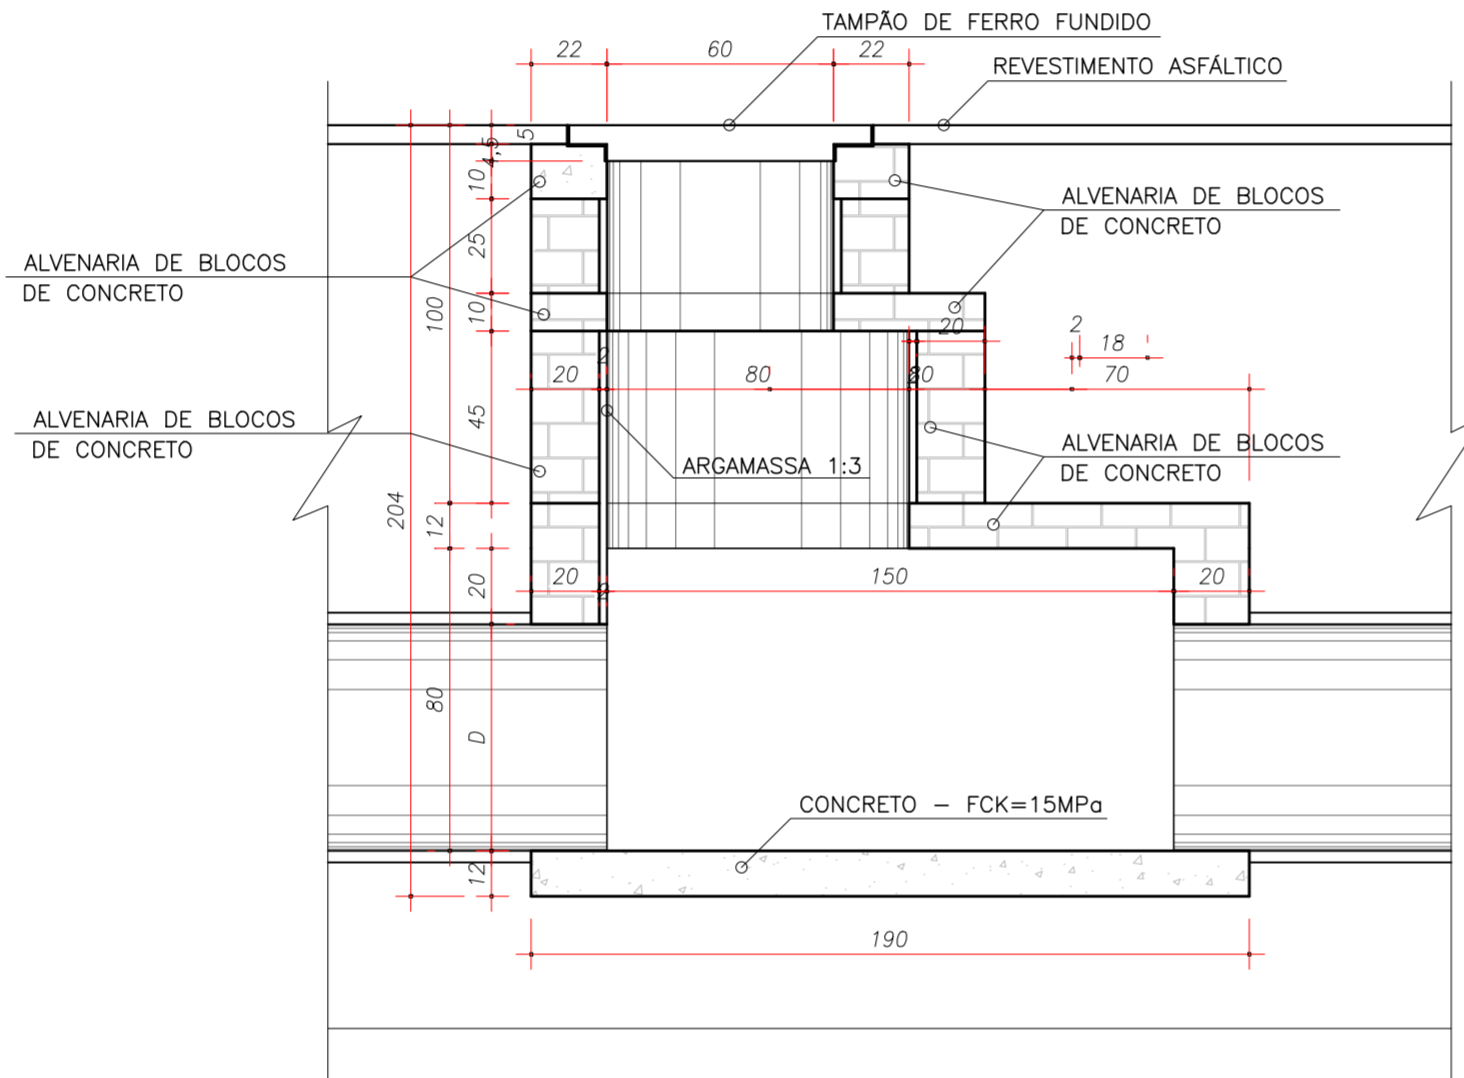 TAMPÃO DE FERRO FUNDIDO
22
60
22
REVESTIMENTO ASFÁLTICO
5
4,5
10
ALVENARIA DE BLOCOS
DE CONCRETO
25
ALVENARIA DE BLOCOS
DE CONCRETO
100
10
20
2
18
2
20
80
80
70
ALVENARIA DE BLOCOS
DE CONCRETO
45
ALVENARIA DE BLOCOS
DE CONCRETO
ARGAMASSA 1:3
204
12
20
20
2
150
20
80
D
CONCRETO – FCK=15MPa
12
190